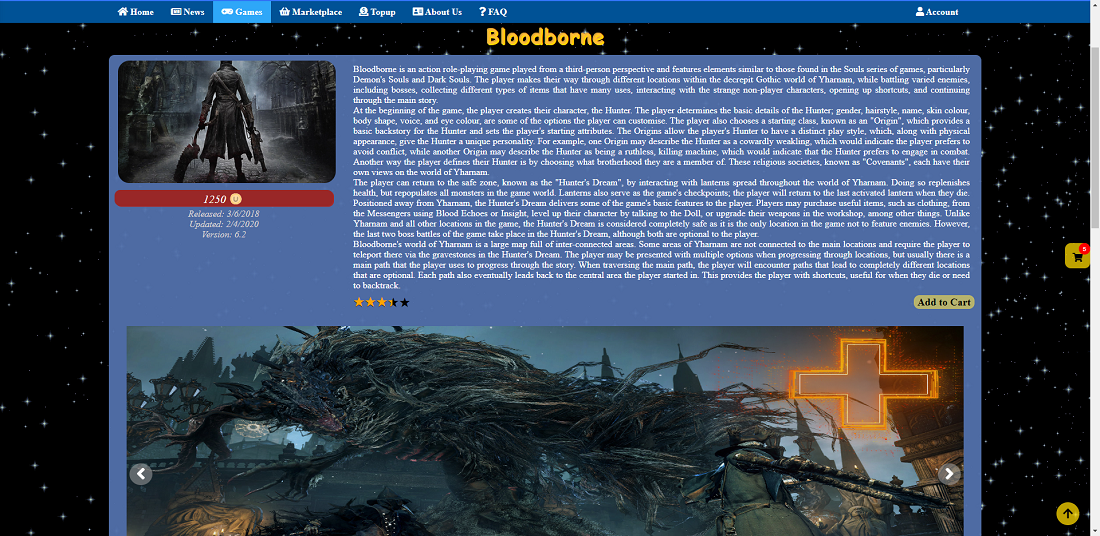 Home News Games Marketplace Topup About Us FAQ Account
Bloodborne
Bloodborne is an action role-playing game played from a third-person perspective and features elements similar to those found in the Souls series of games, particularly
Demon's Souls and Dark Souls. The player makes their way through different locations within the decrepit Gothic world of Yharnam, while battling varied enemies,
including bosses, collecting different types of items that have many uses, interacting with the strange non-player characters, opening up shortcuts, and continuing
through the main story.
At the beginning of the game, the player creates their character, the Hunter. The player determines the basic details of the Hunter; gender, hairstyle, name, skin colour,
body shape, voice, and eye colour, are some of the options the player can customise. The player also chooses a starting class, known as an "Origin", which provides a
basic backstory for the Hunter and sets the player's starting attributes. The Origins allow the player's Hunter to have a distinct play style, which, along with physical
appearance, give the Hunter a unique personality. For example, one Origin may describe the Hunter as a cowardly weakling, which would indicate the player prefers to
avoid conflict, while another Origin may describe the Hunter as being a ruthless, killing machine, which would indicate that the Hunter prefers to engage in combat.
Another way the player defines their Hunter is by choosing what brotherhood they are a member of. These religious societies, known as "Covenants", each have their
own views on the world of Yharnam.
The player can return to the safe zone, known as the "Hunter's Dream", by interacting with lanterns spread throughout the world of Yharnam. Doing so replenishes
health, but repopulates all monsters in the game world. Lanterns also serve as the game's checkpoints; the player will return to the last activated lantern when they die.
Positioned away from Yharnam, the Hunter's Dream delivers some of the game's basic features to the player. Players may purchase useful items, such as clothing, from
the Messengers using Blood Echoes or Insight, level up their character by talking to the Doll, or upgrade their weapons in the workshop, among other things. Unlike
Yharnam and all other locations in the game, the Hunter's Dream is considered completely safe as it is the only location in the game not to feature enemies. However,
the last two boss battles of the game take place in the Hunter's Dream, although both are optional to the player.
Bloodborne's world of Yharnam is a large map full of inter-connected areas. Some areas of Yharnam are not connected to the main locations and require the player to
teleport there via the gravestones in the Hunter's Dream. The player may be presented with multiple options when progressing through locations, but usually there is a
main path that the player uses to progress through the story. When traversing the main path, the player will encounter paths that lead to completely different locations
that are optional. Each path also eventually leads back to the central area the player started in. This provides the player with shortcuts, useful for when they die or need
to backtrack.
1250 U
Released: 3/6/2018
Updated: 2/4/2020
Version: 6.2
Add to Cart
5